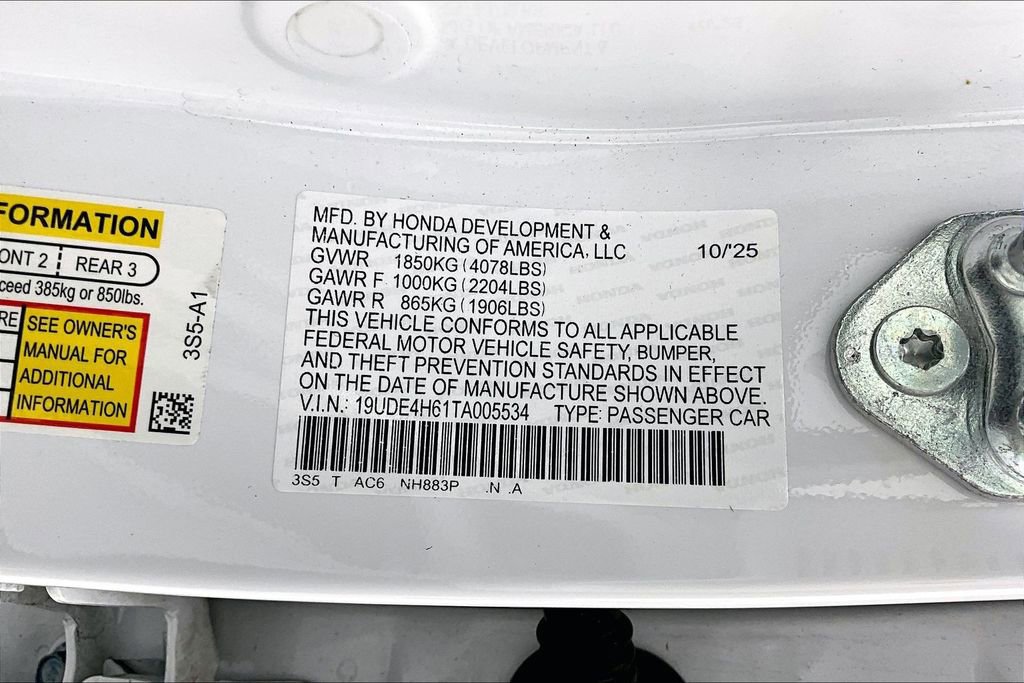 FORMATION
ONT 2 REAR 3
ceed 385kg or 850lbs.
RE
SEE OWNER'S
MANUAL FOR
ADDITIONAL
INFORMATION
3S5-A1
MFD. BY HONDA DEVELOPMENT &
MANUFACTURING OF AMERICA, LLC 10/'25
GVWR 1850KG (4078LBS)
GAWR F 1000KG (2204LBS)
GAWR R 865KG (1906LBS)
THIS VEHICLE CONFORMS TO ALL APPLICABLE
FEDERAL MOTOR VEHICLE SAFETY, BUMPER,
AND THEFT PREVENTION STANDARDS IN EFFECT
ON THE DATE OF MANUFACTURE SHOWN ABOVE.
V.I.N.: 19UDE4H61TA005534 TYPE: PASSENGER CAR
3S5 T AC6 NH883P .N .A